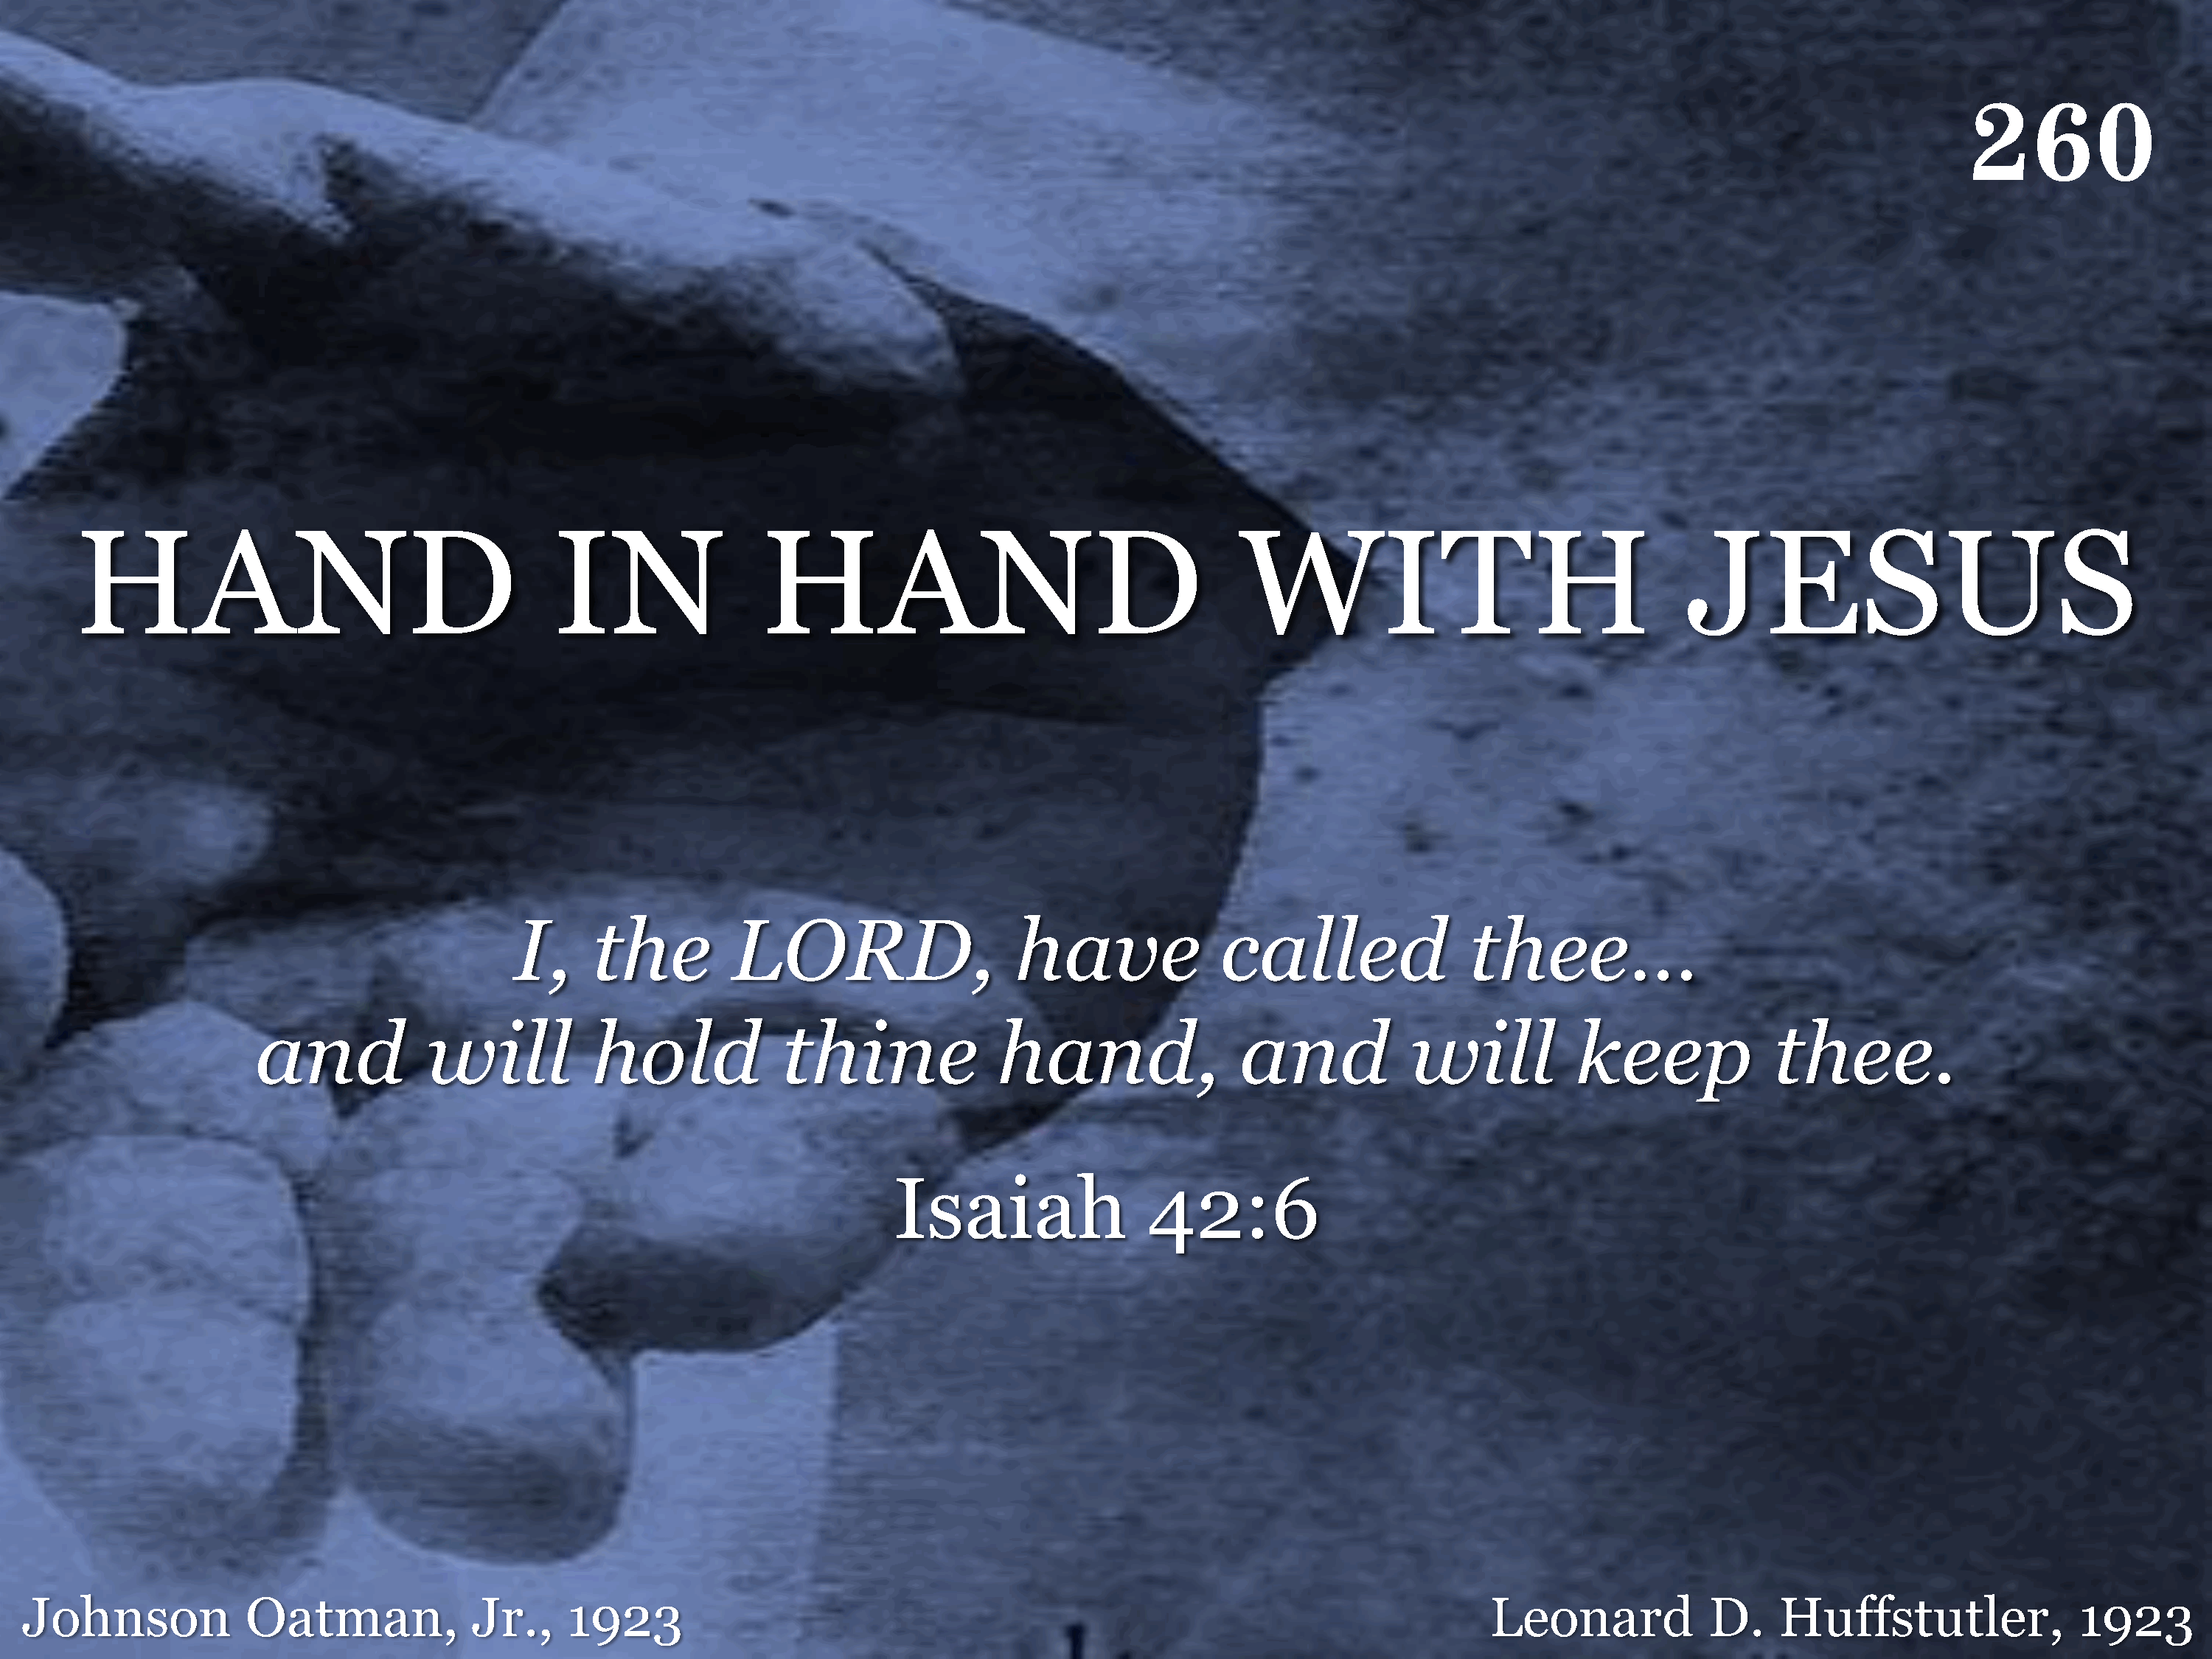 260
HAND IN HAND WITH JESUS
I, the LORD, have called thee…
and will hold thine hand, and will keep thee.
Isaiah 42:6
Johnson Oatman, Jr., 1923
Leonard D. Huffstutler, 1923